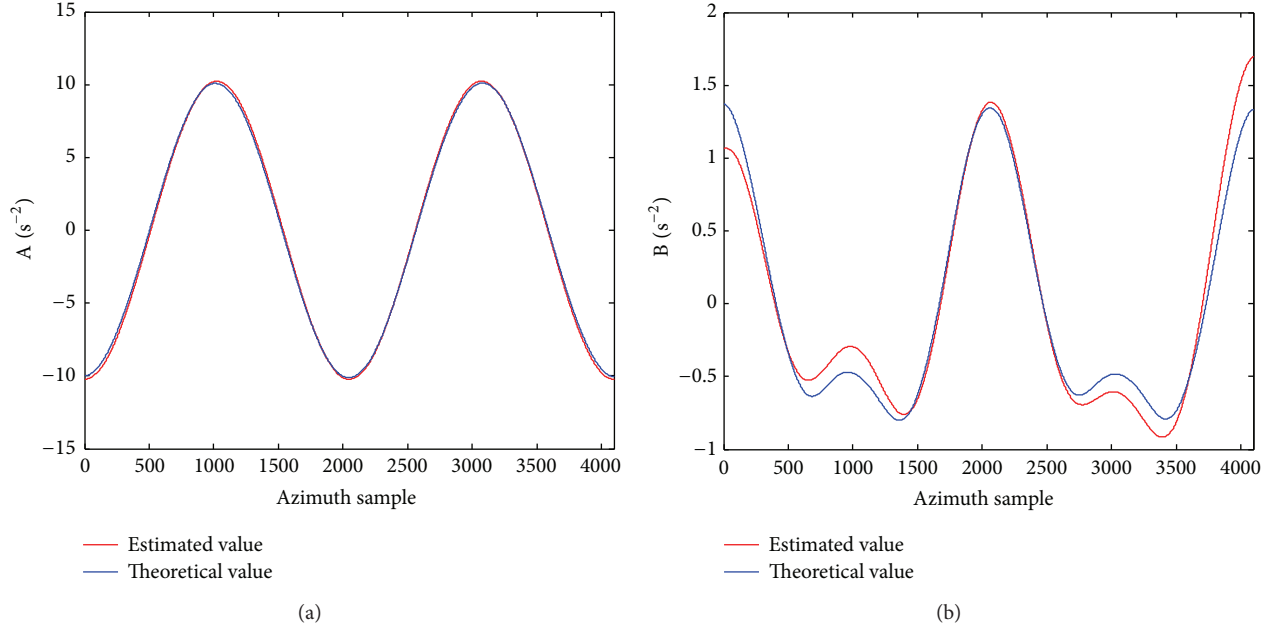 15
10
5
0
−5
−10
−15
A (s−2)
0 500 1000 1500 2000 2500 3000 3500 4000
Azimuth sample
Estimated value
Theoretical value
(a)
2
1.5
1
0.5
0
−0.5
−1
B (s−2)
0 500 1000 1500 2000 2500 3000 3500 4000
Azimuth sample
Estimated value
Theoretical value
(b)